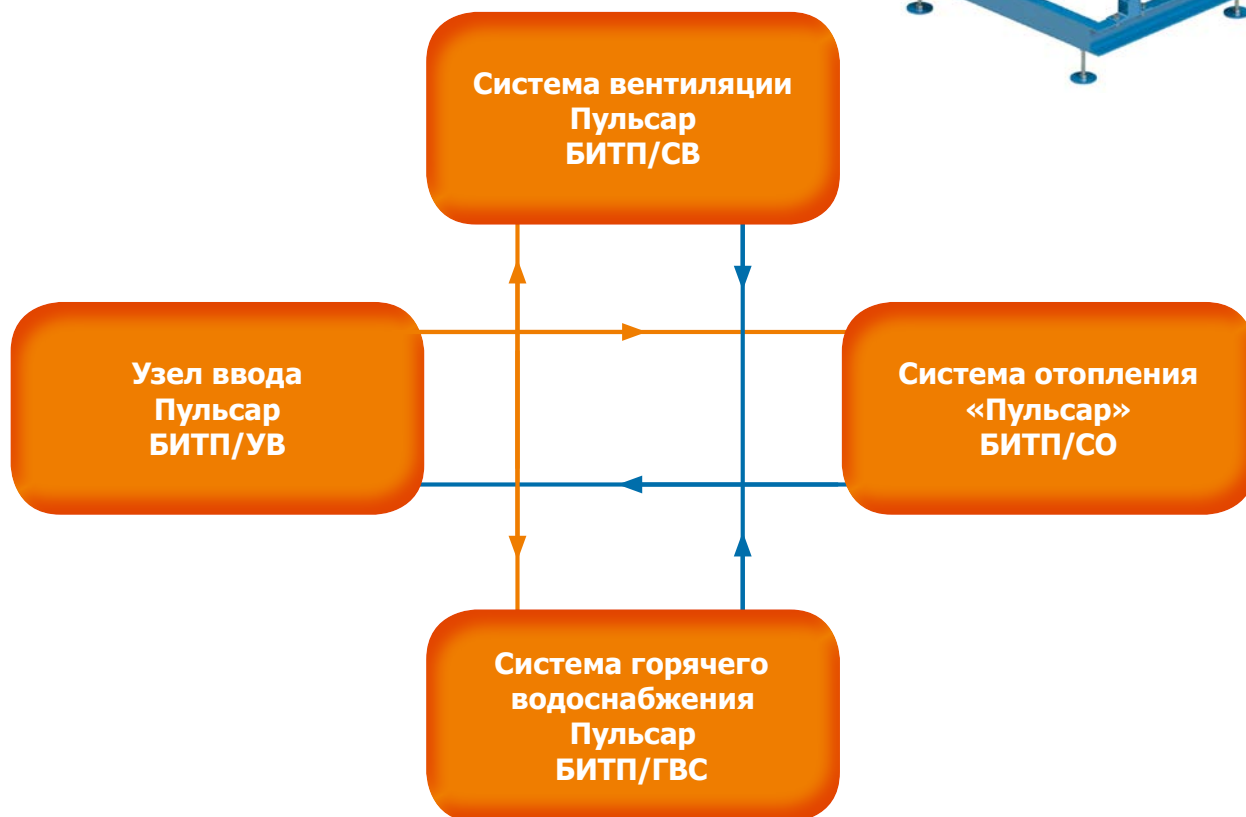 Система вентиляции
Пульсар
БИТП/СВ
Узел ввода
Пульсар
БИТП/УВ
Система отопления
«Пульсар»
БИТП/СО
Система горячего
водоснабжения
Пульсар
БИТП/ГВС